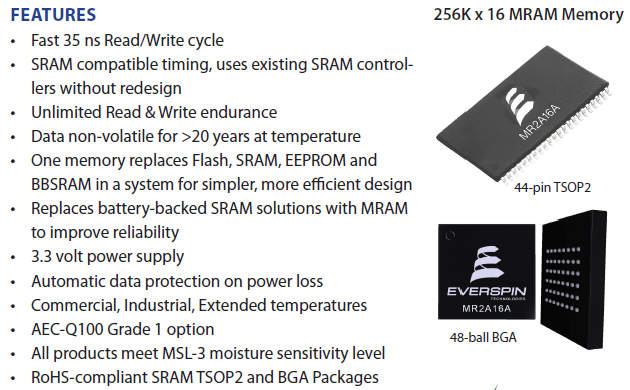 FEATURES
• Fast 35 ns Read/Write cycle
• SRAM compatible timing, uses existing SRAM control-
lers without redesign
• Unlimited Read & Write endurance
• Data non-volatile for >20 years at temperature
• One memory replaces Flash, SRAM, EEPROM and
BBSRAM in a system for simpler, more efficient design
• Replaces battery-backed SRAM solutions with MRAM
to improve reliability
• 3.3 volt power supply
• Automatic data protection on power loss
• Commercial, Industrial, Extended temperatures
• AEC-Q100 Grade 1 option
• All products meet MSL-3 moisture sensitivity level
• RoHS-compliant SRAM TSOP2 and BGA Packages
256K x 16 MRAM Memory
MR2A16A
44-pin TSOP2
EVERSPIN
TECHNOLOGIES
MR2A16A
48-ball BGA